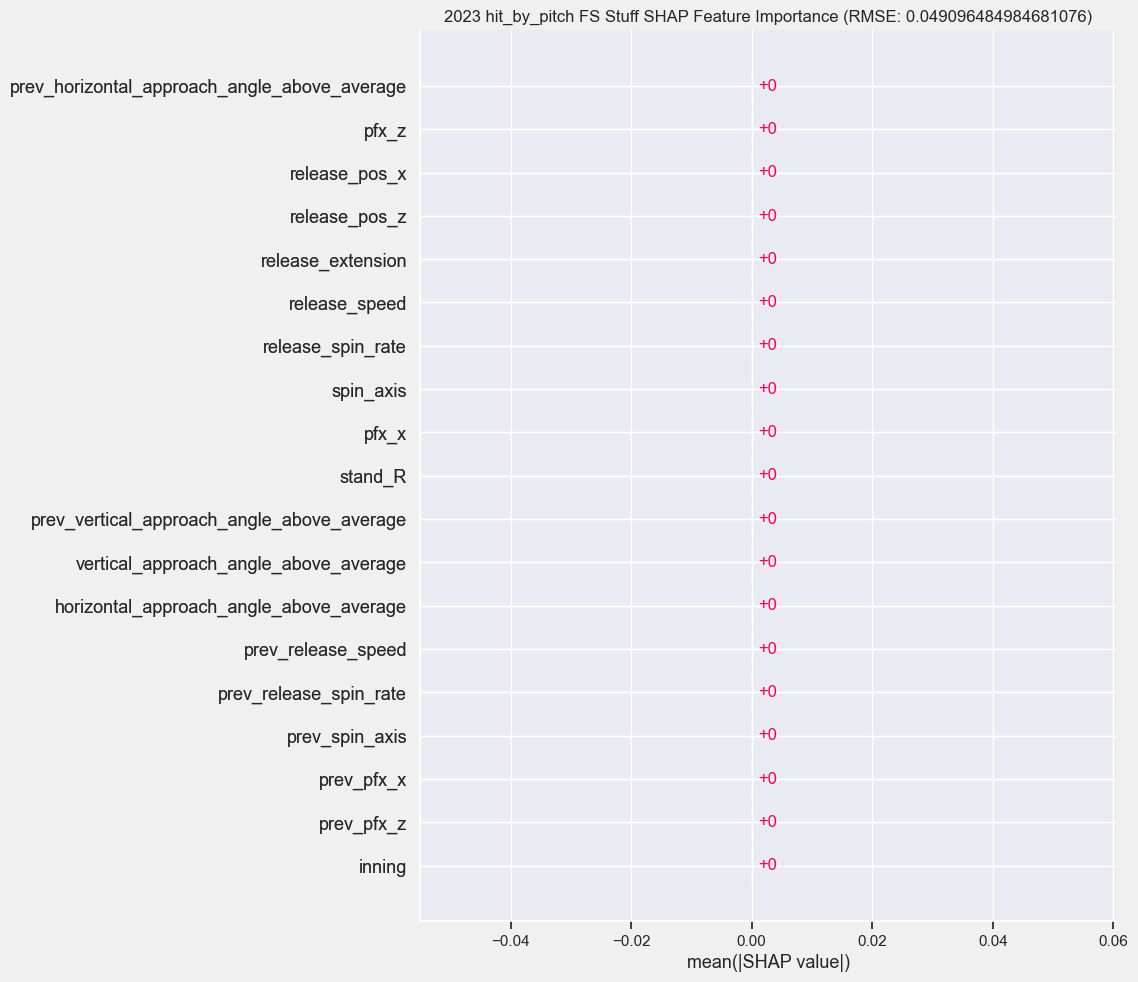 2023 hit_by_pitch FS Stuff SHAP Feature Importance (RMSE: 0.049096484984681076)
prev_horizontal_approach_angle_above_average +0
pfx_z +0
release_pos_x +0
release_pos_z +0
release_extension +0
release_speed +0
release_spin_rate +0
spin_axis +0
pfx_x +0
stand_R +0
prev_vertical_approach_angle_above_average +0
vertical_approach_angle_above_average +0
horizontal_approach_angle_above_average +0
prev_release_speed +0
prev_release_spin_rate +0
prev_spin_axis +0
prev_pfx_x +0
prev_pfx_z +0
inning +0
−0.04 −0.02 0.00 0.02 0.04 0.06
mean(|SHAP value|)